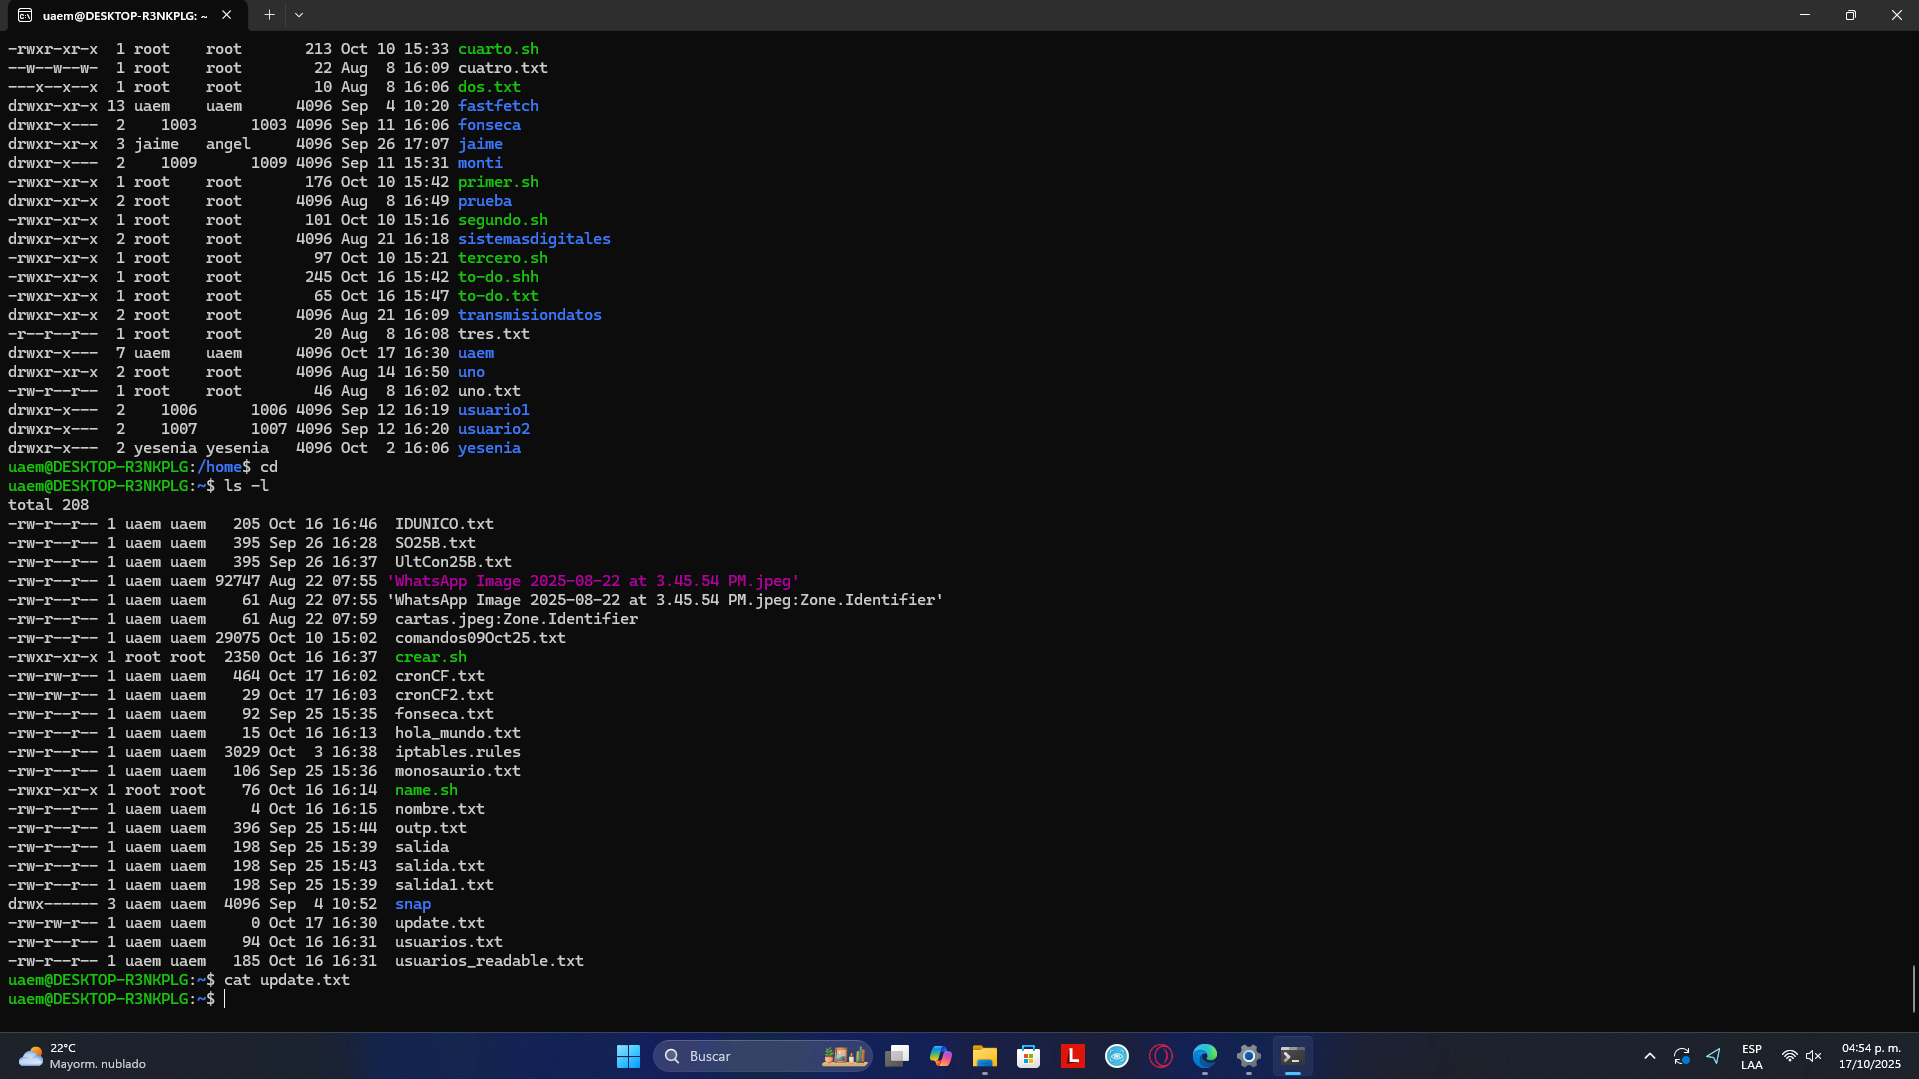 uaem@DESKTOP-R3NKPLG: ~
-rwxr-xr-x  1 root    root       213 Oct 10 15:33 cuarto.sh
--w--w--w-  1 root    root        22 Aug  8 16:09 cuatro.txt
---x--x--x  1 root    root        10 Aug  8 16:06 dos.txt
drwxr-xr-x 13 uaem    uaem      4096 Sep  4 10:20 fastfetch
drwxr-x---  2    1003      1003 4096 Sep 11 16:06 fonseca
drwxr-xr-x  3 jaime   angel     4096 Sep 26 17:07 jaime
drwxr-x---  2    1009      1009 4096 Sep 11 15:31 monti
-rwxr-xr-x  1 root    root       176 Oct 10 15:42 primer.sh
drwxr-xr-x  2 root    root      4096 Aug  8 16:49 prueba
-rwxr-xr-x  1 root    root       101 Oct 10 15:16 segundo.sh
drwxr-xr-x  2 root    root      4096 Aug 21 16:18 sistemasdigitales
-rwxr-xr-x  1 root    root        97 Oct 10 15:21 tercero.sh
-rwxr-xr-x  1 root    root       245 Oct 16 15:42 to-do.shh
-rwxr-xr-x  1 root    root        65 Oct 16 15:47 to-do.txt
drwxr-xr-x  2 root    root      4096 Aug 21 16:09 transmisiondatos
-r--r--r--  1 root    root        20 Aug  8 16:08 tres.txt
drwxr-x---  7 uaem    uaem      4096 Oct 17 16:30 uaem
drwxr-xr-x  2 root    root      4096 Aug 14 16:50 uno
-rw-r--r--  1 root    root        46 Aug  8 16:02 uno.txt
drwxr-x---  2    1006      1006 4096 Sep 12 16:19 usuario1
drwxr-x---  2    1007      1007 4096 Sep 12 16:20 usuario2
drwxr-x---  2 yesenia yesenia   4096 Oct  2 16:06 yesenia
uaem@DESKTOP-R3NKPLG:/home$ cd
uaem@DESKTOP-R3NKPLG:~$ ls -l
total 208
-rw-r--r-- 1 uaem uaem   205 Oct 16 16:46  IDUNICO.txt
-rw-r--r-- 1 uaem uaem   395 Sep 26 16:28  SO25B.txt
-rw-r--r-- 1 uaem uaem   395 Sep 26 16:37  UltCon25B.txt
-rw-r--r-- 1 uaem uaem 92747 Aug 22 07:55 'WhatsApp Image 2025-08-22 at 3.45.54 PM.jpeg'
-rw-r--r-- 1 uaem uaem    61 Aug 22 07:55 'WhatsApp Image 2025-08-22 at 3.45.54 PM.jpeg:Zone.Identifier'
-rw-r--r-- 1 uaem uaem    61 Aug 22 07:59  cartas.jpeg:Zone.Identifier
-rw-r--r-- 1 uaem uaem 29075 Oct 10 15:02  comandos09Oct25.txt
-rwxr-xr-x 1 root root  2350 Oct 16 16:37  crear.sh
-rw-rw-r-- 1 uaem uaem   464 Oct 17 16:02  cronCF.txt
-rw-rw-r-- 1 uaem uaem    29 Oct 17 16:03  cronCF2.txt
-rw-r--r-- 1 uaem uaem    92 Sep 25 15:35  fonseca.txt
-rw-r--r-- 1 uaem uaem    15 Oct 16 16:13  hola_mundo.txt
-rw-r--r-- 1 uaem uaem  3029 Oct  3 16:38  iptables.rules
-rw-r--r-- 1 uaem uaem   106 Sep 25 15:36  monosaurio.txt
-rwxr-xr-x 1 root root    76 Oct 16 16:14  name.sh
-rw-r--r-- 1 uaem uaem     4 Oct 16 16:15  nombre.txt
-rw-r--r-- 1 uaem uaem   396 Sep 25 15:44  outp.txt
-rw-r--r-- 1 uaem uaem   198 Sep 25 15:39  salida
-rw-r--r-- 1 uaem uaem   198 Sep 25 15:43  salida.txt
-rw-r--r-- 1 uaem uaem   198 Sep 25 15:39  salida1.txt
drwx------ 3 uaem uaem  4096 Sep  4 10:52  snap
-rw-rw-r-- 1 uaem uaem     0 Oct 17 16:30  update.txt
-rw-r--r-- 1 uaem uaem    94 Oct 16 16:31  usuarios.txt
-rw-r--r-- 1 uaem uaem   185 Oct 16 16:31  usuarios_readable.txt
uaem@DESKTOP-R3NKPLG:~$ cat update.txt
uaem@DESKTOP-R3NKPLG:~$
22°C
Mayorm. nublado
Buscar
L
ESP
LAA
04:54 p. m.
17/10/2025